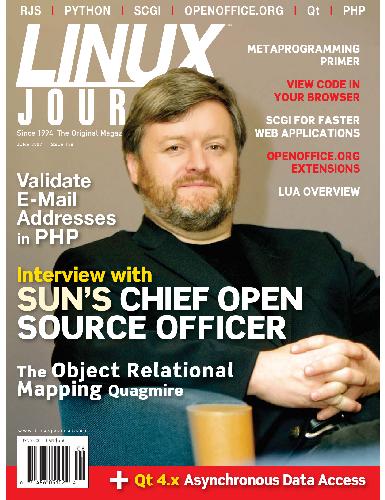 RJS | PYTHON | SCGI | OPENOFFICE.ORG | Qt | PHP
LINUX
JOUR
Since 1994: The Original Magaz
METAPROGRAMMING
PRIMER
VIEW CODE IN
YOUR BROWSER
SCGI FOR FASTER
WEB APPLICATIONS
OPENOFFICE.ORG
EXTENSIONS
LUA OVERVIEW
Validate
E-Mail
Addresses
in PHP
Interview with
SUN'S CHIEF OPEN
SOURCE OFFICER
The Object Relational
Mapping Quagmire
+ Qt 4.x Asynchronous Data Access